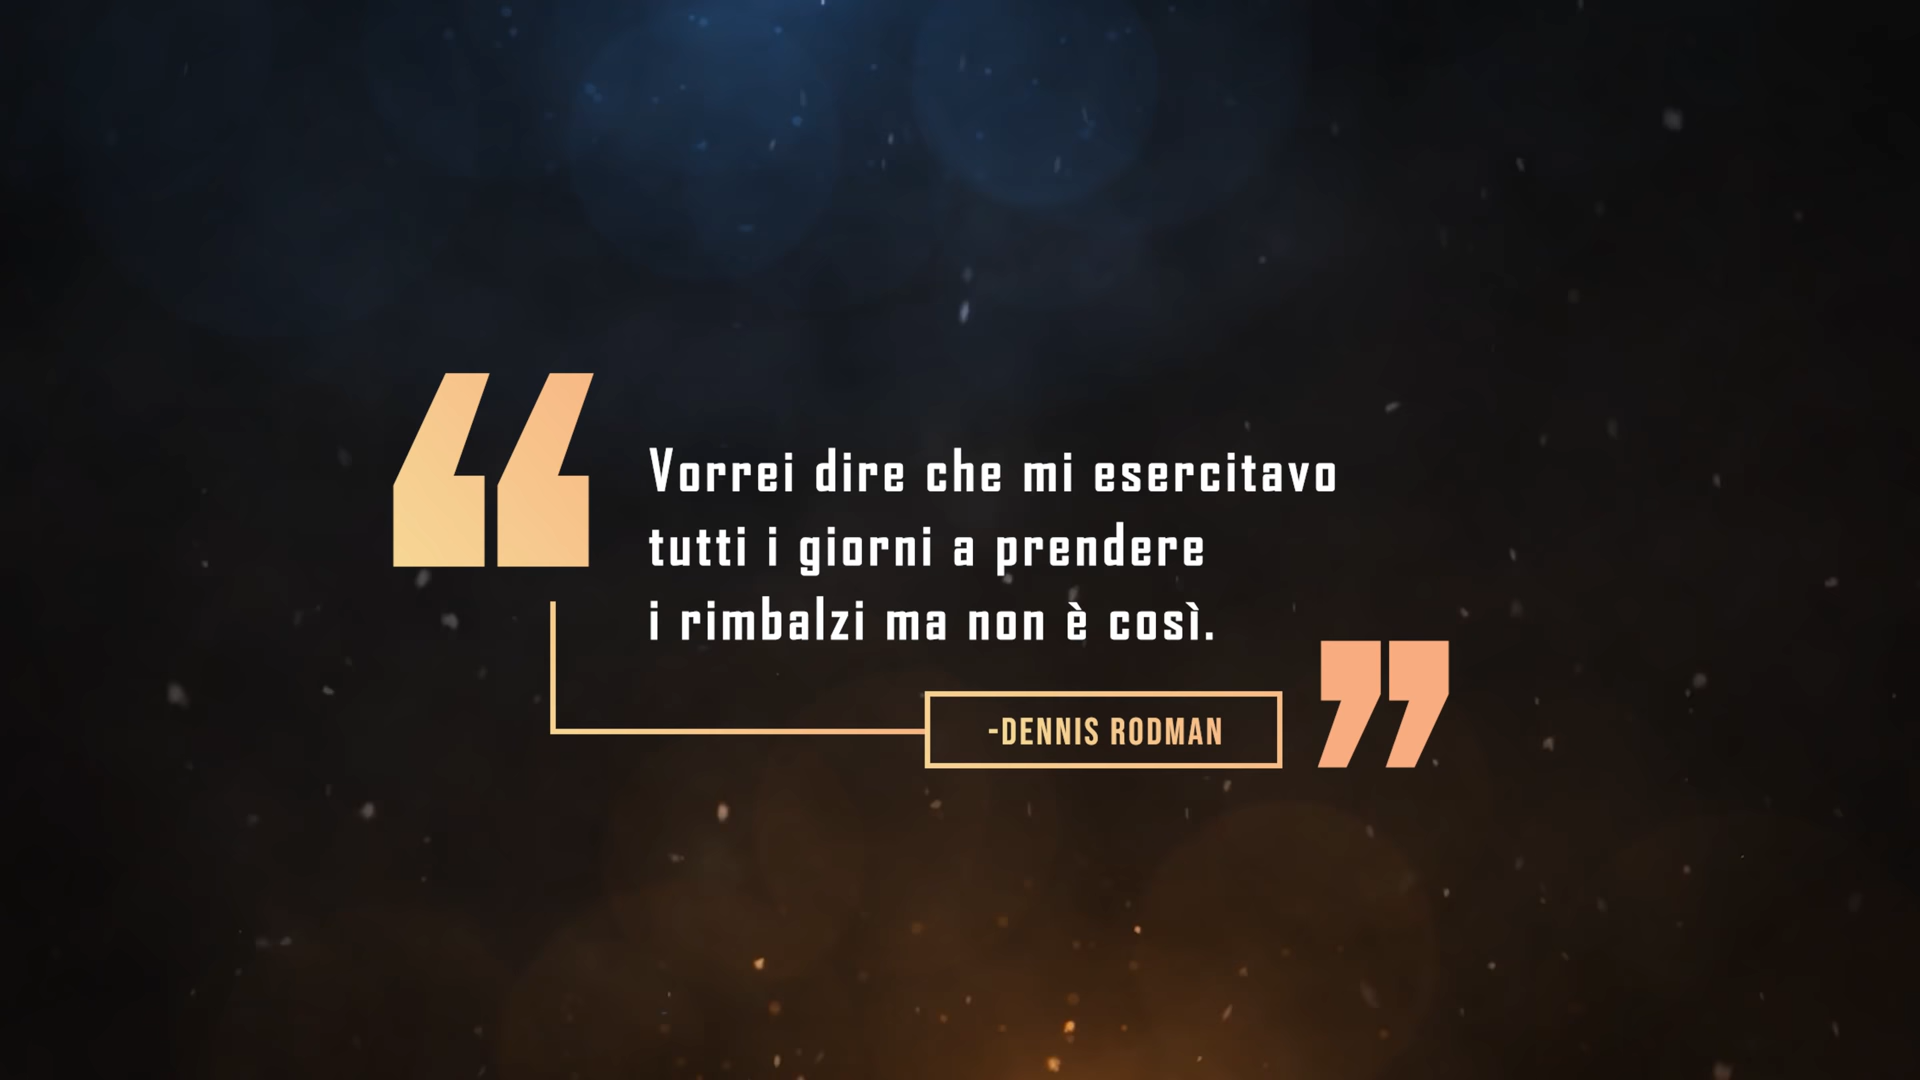 Vorrei dire che mi esercitavo
tutti i giorni a prendere
i rimbalzi ma non è così.
-DENNIS RODMAN